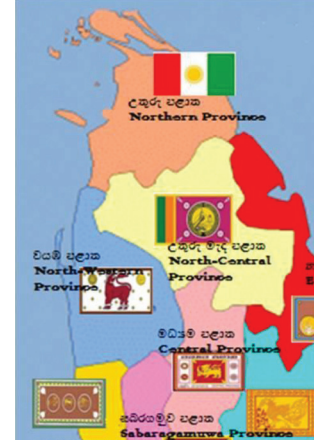 උතුරු පළාත
Northern Province
උතුරු මැද පළාත
North-Central
Province
වයඹ පළාත
North-Western
Province
මධ්‍යම පළාත
Central Province
සබරගමුව පළාත
Sabaragamuwa Province